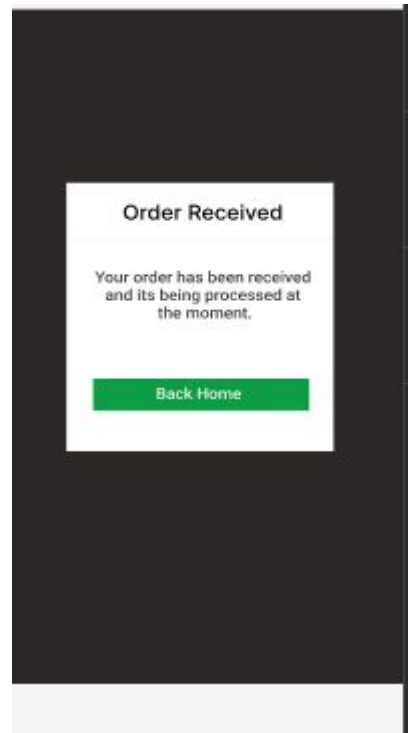 Order Received
Your order has been received
and its being processed at
the moment.
Back Home